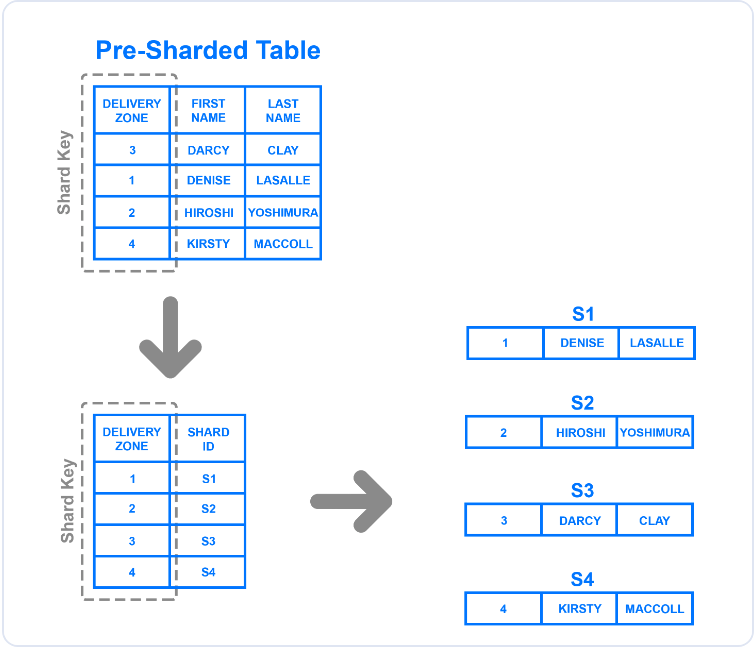 Pre-Sharded Table
Shard Key
DELIVERY ZONE FIRST NAME LAST NAME
3 DARCY CLAY
1 DENISE LASALLE
2 HIROSHI YOSHIMURA
4 KIRSTY MACCOLL
Shard Key
DELIVERY ZONE SHARD ID
1 S1
2 S2
3 S3
4 S4
S1
1 DENISE LASALLE
S2
2 HIROSHI YOSHIMURA
S3
3 DARCY CLAY
S4
4 KIRSTY MACCOLL